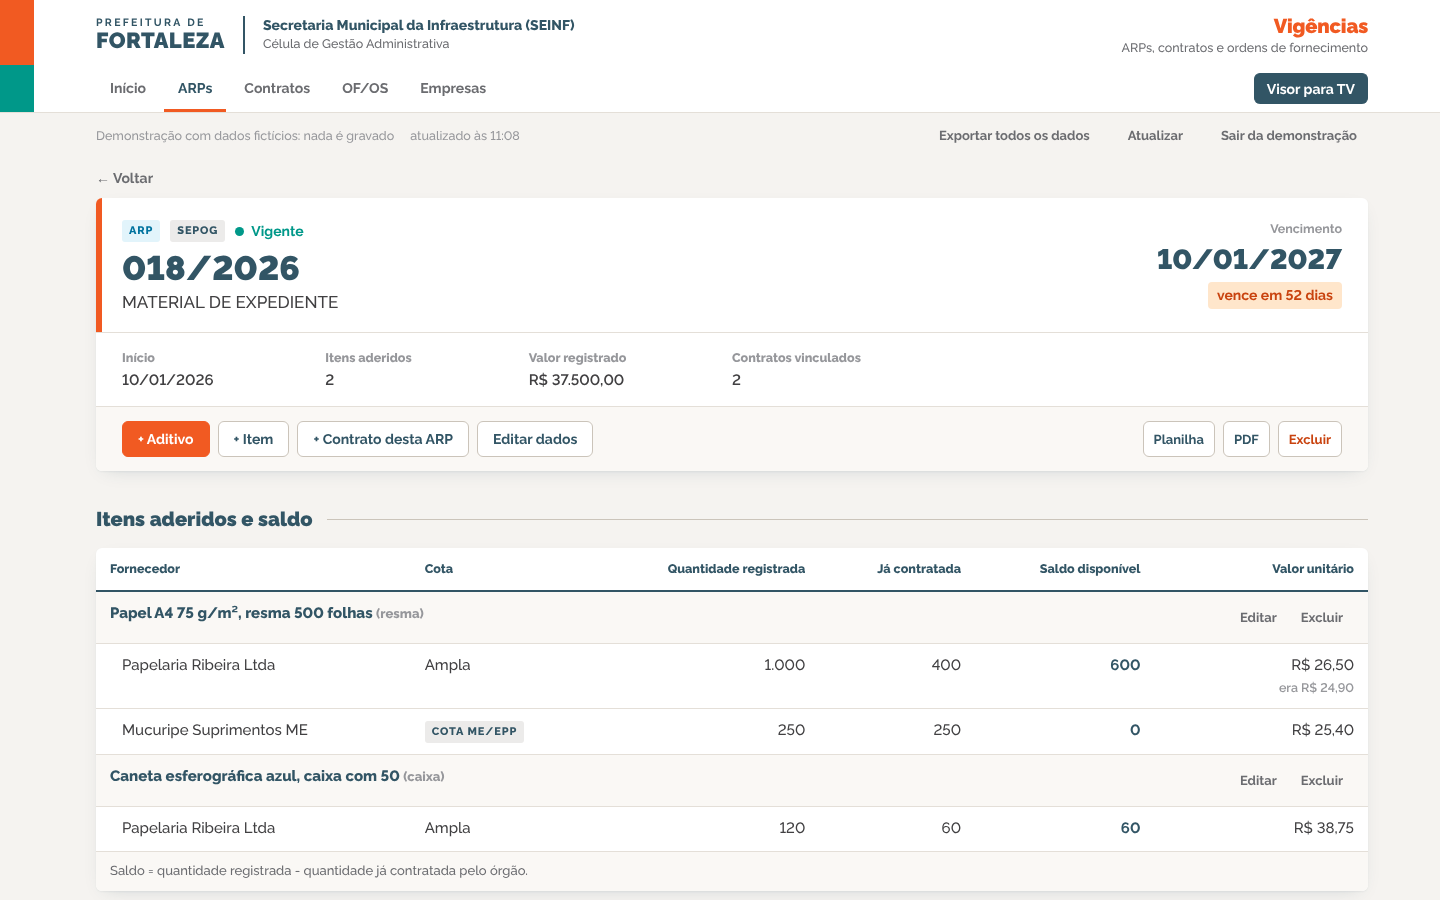 PREFEITURA DE
FORTALEZA
Secretaria Municipal da Infraestrutura (SEINF)
Célula de Gestão Administrativa
Vigências
ARPs, contratos e ordens de fornecimento
Início ARPs Contratos OF/OS Empresas Visor para TV
Demonstração com dados fictícios: nada é gravado atualizado às 11:08 Exportar todos os dados Atualizar Sair da demonstração
← Voltar
ARP SEPOG Vigente
018/2026
MATERIAL DE EXPEDIENTE
Vencimento
10/01/2027
vence em 52 dias
Início Itens aderidos Valor registrado Contratos vinculados
10/01/2026 2 R$ 37.500,00 2
+ Aditivo + Item + Contrato desta ARP Editar dados Planilha PDF Excluir
Itens aderidos e saldo
Fornecedor Cota Quantidade registrada Já contratada Saldo disponível Valor unitário
Papel A4 75 g/m², resma 500 folhas (resma) Editar Excluir
Papelaria Ribeira Ltda Ampla 1.000 400 600 R$ 26,50
era R$ 24,90
Mucuripe Suprimentos ME COTA ME/EPP 250 250 0 R$ 25,40
Caneta esferográfica azul, caixa com 50 (caixa) Editar Excluir
Papelaria Ribeira Ltda Ampla 120 60 60 R$ 38,75
Saldo = quantidade registrada - quantidade já contratada pelo órgão.